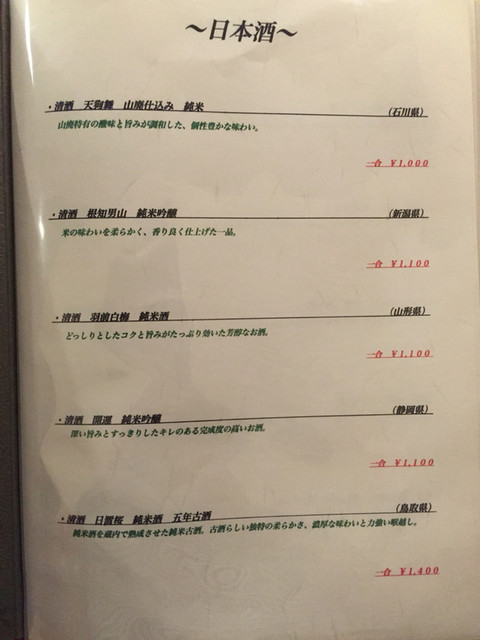 ～日本酒～
・清酒　天狗舞　山廃仕込み　純米　（石川県）
山廃特有の酸味と旨みが調和した、個性豊かな味わい。
一合　￥1,000
・清酒　根知男山　純米吟醸　（新潟県）
米の味わいを柔らかく、香り良く仕上げた一品。
一合　￥1,100
・清酒　羽前白梅　純米酒　（山形県）
どっしりとしたコクと旨みがたっぷり効いた芳醇なお酒。
一合　￥1,100
・清酒　開運　純米吟醸　（静岡県）
深い旨みとすっきりしたキレのある完成度の高いお酒。
一合　￥1,100
・清酒　日置桜　純米酒　五年古酒　（鳥取県）
純米酒を蔵内で熟成させた純米古酒。古酒らしい独特の柔らかさ、濃厚な味わいと力強い喉越し。
一合　￥1,400